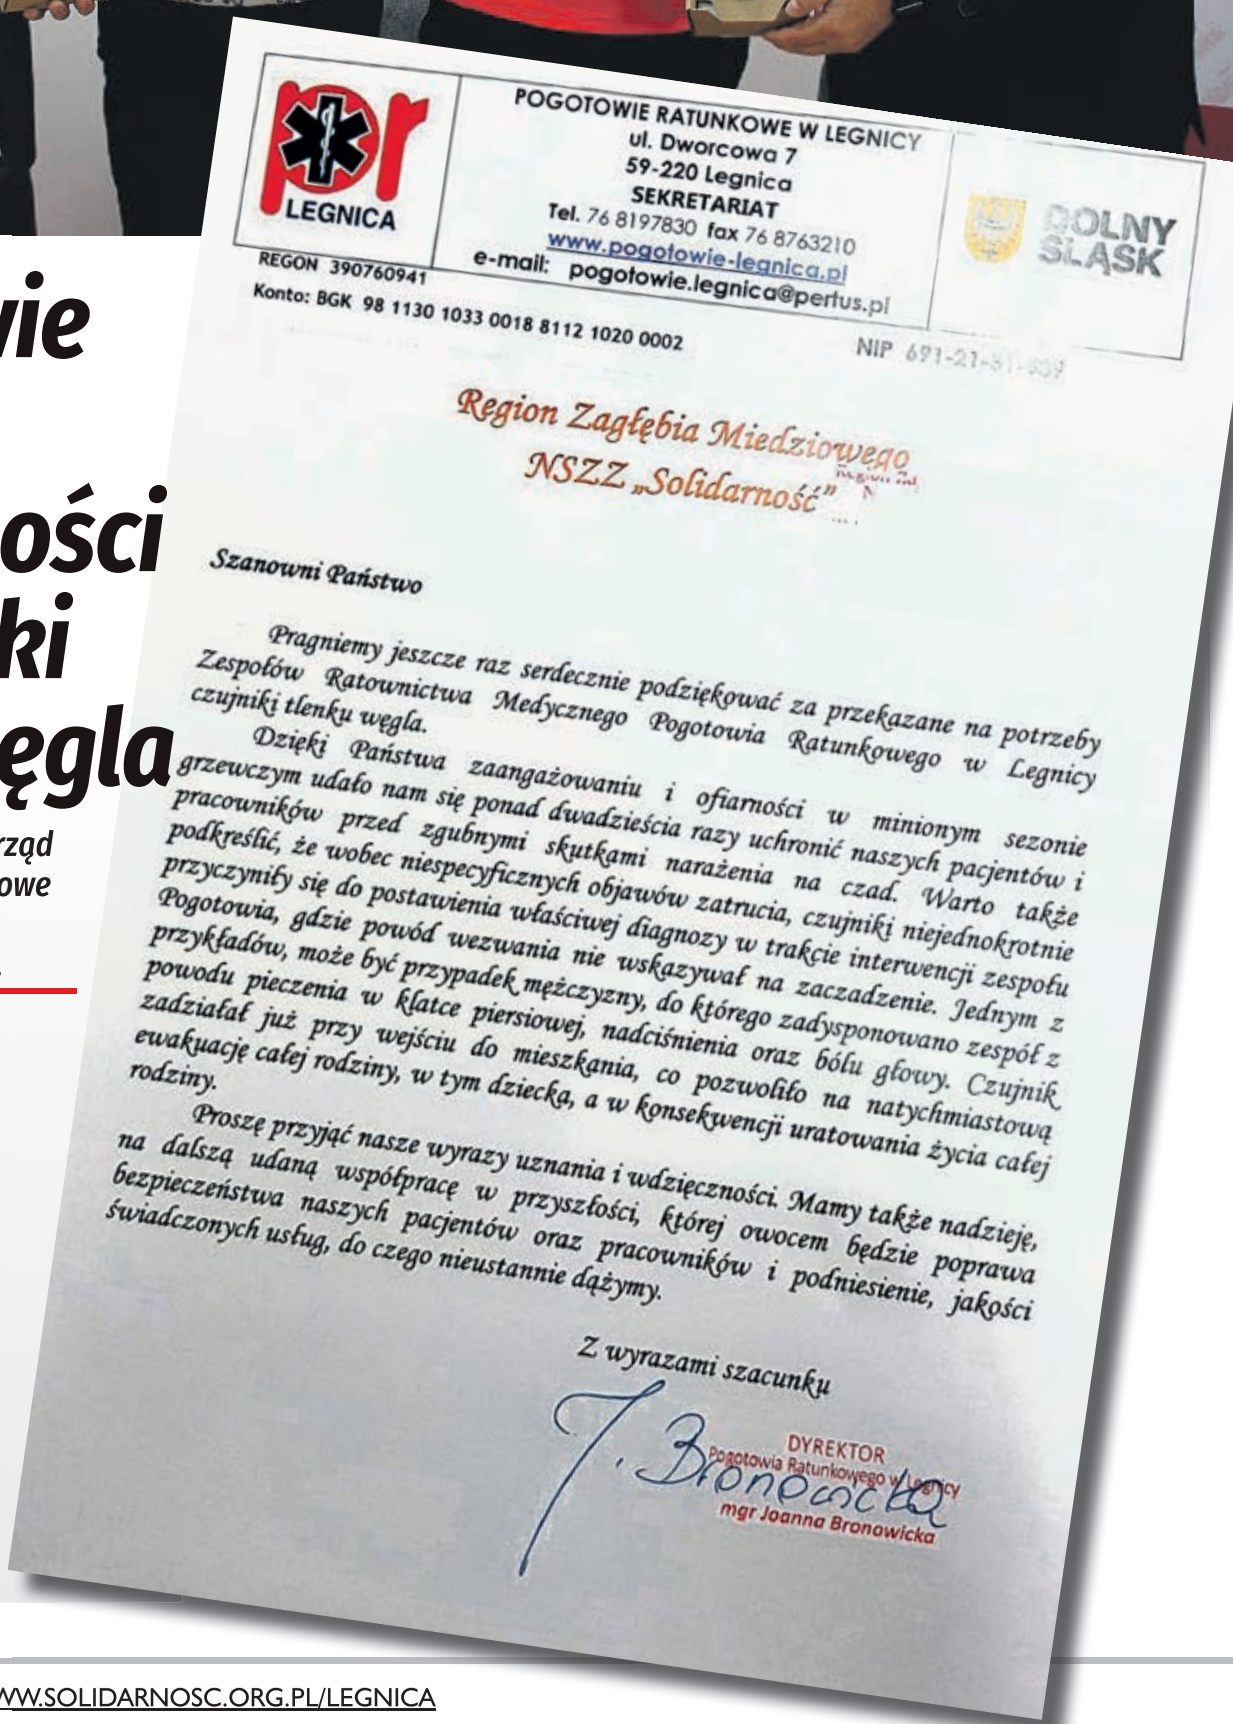 LEGNICA
POGOTOWIE RATUNKOWE W LEGNICY
ul. Dworcowa 7
59-220 Legnica
SEKRETARIAT
Tel. 76 8197830 fax 76 8763210
www.pogotowie-legnica.pl
e-mail: pogotowie.legnica@pertus.pl
DOLNY
ŚLĄSK
REGON 390760941
Konto: BGK 98 1130 1033 0018 8112 1020 0002
NIP
Region Zagłębia Miedziowego
NSZZ „Solidarność”
Szanowni Państwo
Pragniemy jeszcze raz serdecznie podziękować za przekazane na potrzeby
Zespołów Ratownictwa Medycznego Pogotowia Ratunkowego w Legnicy
czujniki tlenku węgla.
Dzięki Państwa zaangażowaniu i ofiarności w minionym sezonie
grzewczym udało nam się ponad dwadzieścia razy uchronić naszych pacjentów i
pracowników przed zgubnymi skutkami narażenia na czad. Warto także
podkreślić, że wobec niespecyficznych objawów zatrucia, czujniki niejednokrotnie
przyczyniły się do postawienia właściwej diagnozy w trakcie interwencji zespołu
Pogotowia, gdzie powód wezwania nie wskazywał na zaczadzenie. Jednym z
przykładów, może być przypadek mężczyzny, do którego zadysponowano zespół z
powodu pieczenia w klatce piersiowej, nadciśnienia oraz bólu głowy. Czujnik
zadziałał już przy wejściu do mieszkania, co pozwoliło na natychmiastową
ewakuację całej rodziny, w tym dziecka, a w konsekwencji uratowania życia całej
rodziny.
Proszę przyjąć nasze wyrazy uznania i wdzięczności. Mamy także nadzieję,
na dalszą udaną współpracę w przyszłości, której owocem będzie poprawa
bezpieczeństwa naszych pacjentów oraz pracowników i podniesienie, jakości
świadczonych usług, do czego nieustannie dążymy.
Z wyrazami szacunku
J. Bronowicka
DYREKTOR
Pogotowia Ratunkowego w Legnicy
mgr Joanna Bronowicka
ie
ości
ki
ęgla
rząd
owe
WW.SOLIDARNOSC.ORG.PL/LEGNICA